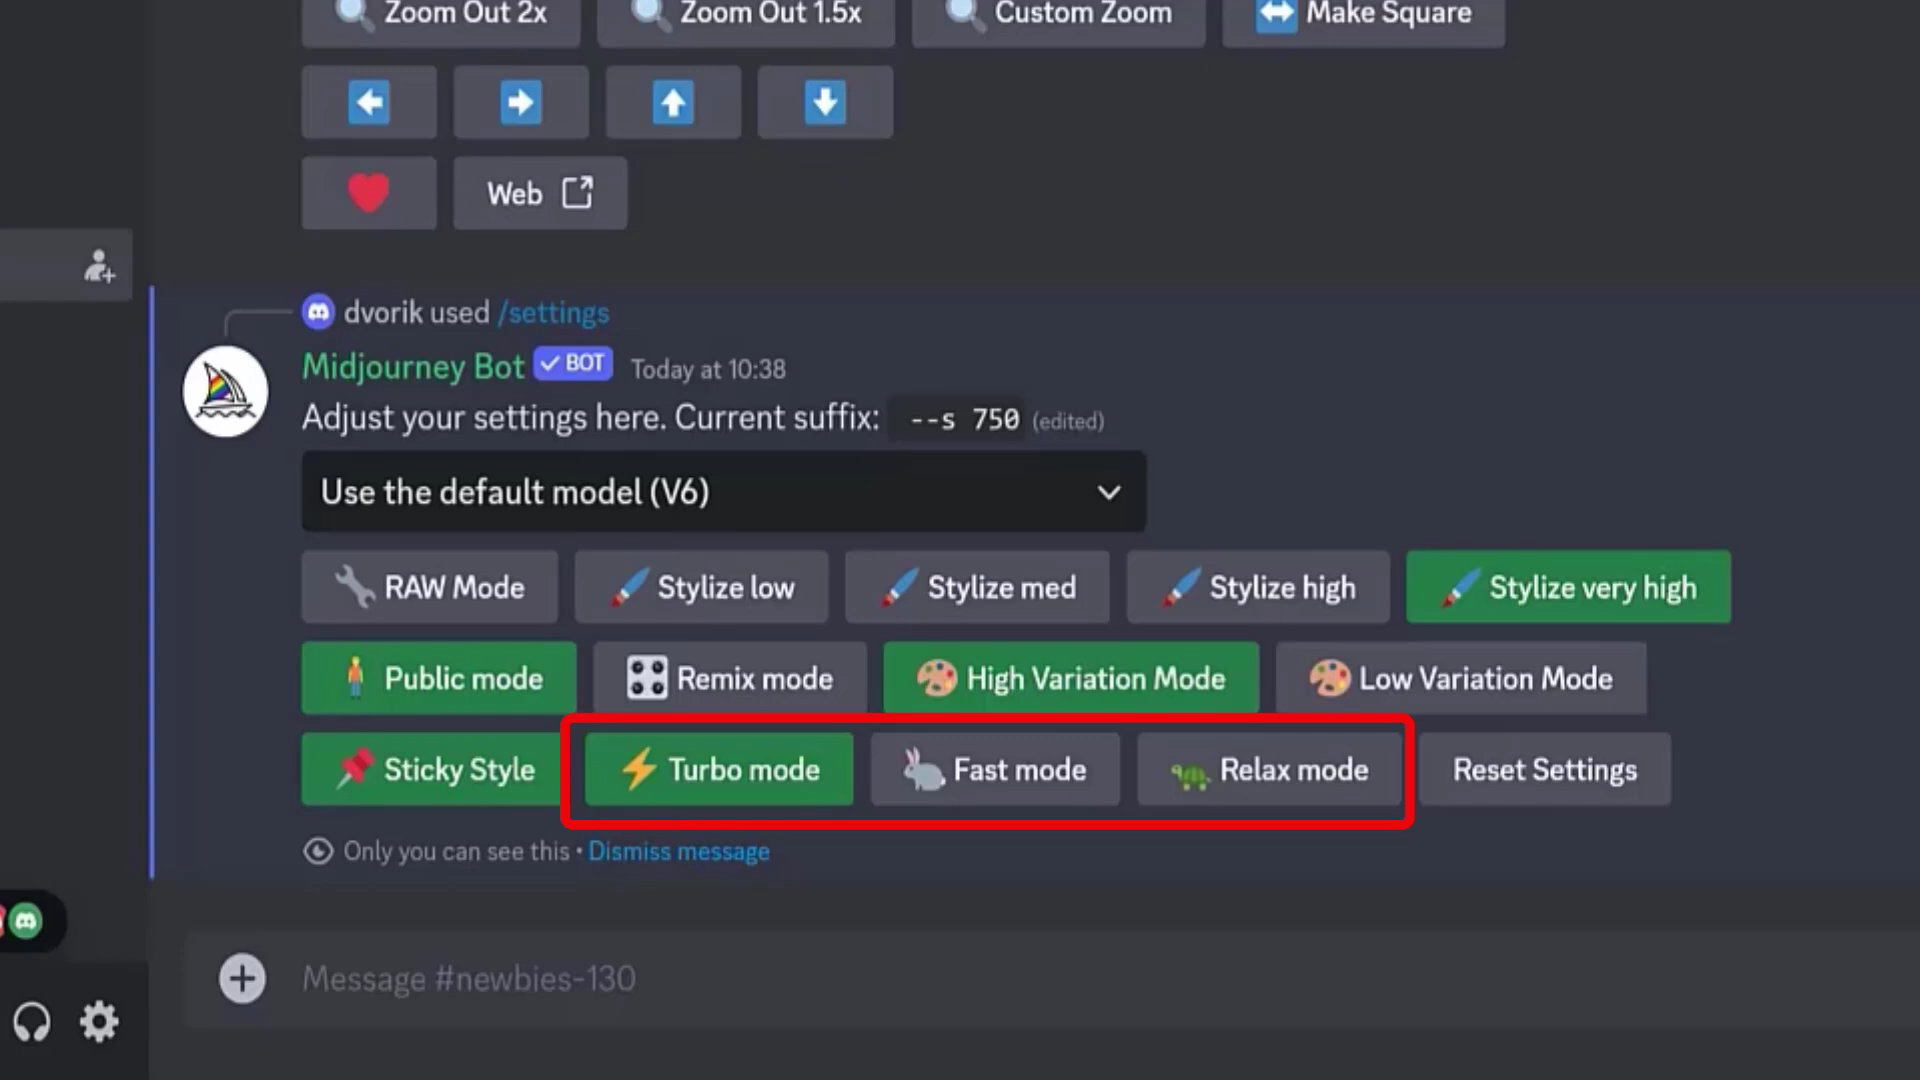 Zoom Out 2x Zoom Out 1.5x Custom Zoom Make Square
Web
dvorik used /settings
Midjourney Bot BOT Today at 10:38
Adjust your settings here. Current suffix: --s 750 (edited)
Use the default model (V6)
RAW Mode Stylize low Stylize med Stylize high Stylize very high
Public mode Remix mode High Variation Mode Low Variation Mode
Sticky Style Turbo mode Fast mode Relax mode Reset Settings
Only you can see this • Dismiss message
Message #newbies-130